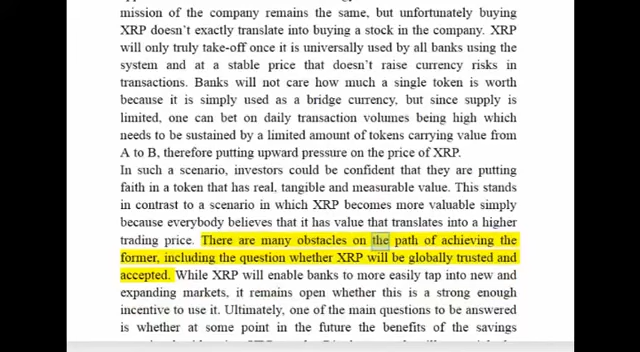 mission of the company remains the same, but unfortunately buying
XRP doesn't exactly translate into buying a stock in the company. XRP
will only truly take-off once it is universally used by all banks using the
system and at a stable price that doesn't raise currency risks in
transactions. Banks will not care how much a single token is worth
because it is simply used as a bridge currency, but since supply is
limited, one can bet on daily transaction volumes being high which
needs to be sustained by a limited amount of tokens carrying value from
A to B, therefore putting upward pressure on the price of XRP.
In such a scenario, investors could be confident that they are putting
faith in a token that has real, tangible and measurable value. This stands
in contrast to a scenario in which XRP becomes more valuable simply
because everybody believes that it has value that translates into a higher
trading price. There are many obstacles on the path of achieving the
former, including the question whether XRP will be globally trusted and
accepted. While XRP will enable banks to more easily tap into new and
expanding markets, it remains open whether this is a strong enough
incentive to use it. Ultimately, one of the main questions to be answered
is whether at some point in the future the benefits of the savings